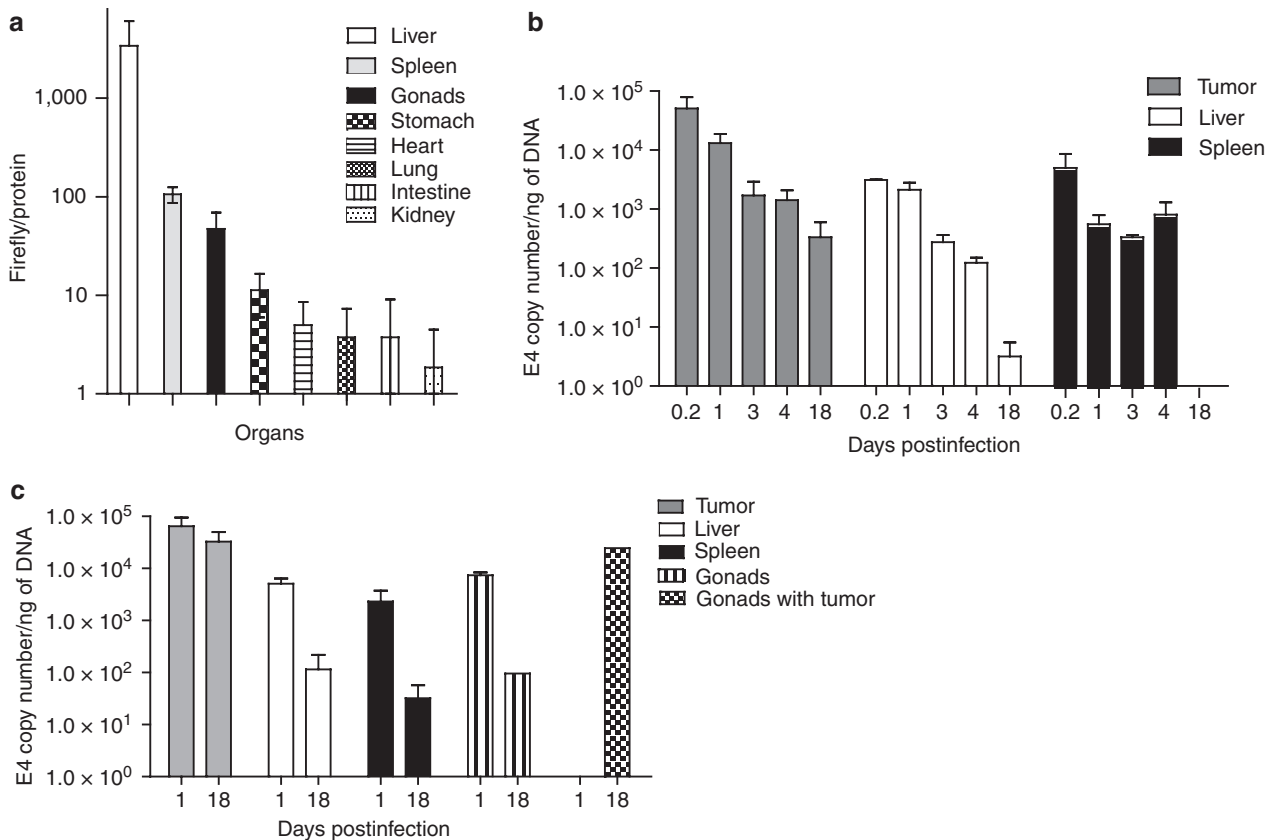 a
Firefly/protein
1,000
100
10
1
Organs
Liver
Spleen
Gonads
Stomach
Heart
Lung
Intestine
Kidney
b
E4 copy number/ng of DNA
1.0 × 10⁵
1.0 × 10⁴
1.0 × 10³
1.0 × 10²
1.0 × 10¹
1.0 × 10⁰
0.2 1 3 4 18 0.2 1 3 4 18 0.2 1 3 4 18
Days postinfection
Tumor
Liver
Spleen
c
E4 copy number/ng of DNA
1.0 × 10⁵
1.0 × 10⁴
1.0 × 10³
1.0 × 10²
1.0 × 10¹
1.0 × 10⁰
1 18 1 18 1 18 1 18 1 18
Days postinfection
Tumor
Liver
Spleen
Gonads
Gonads with tumor